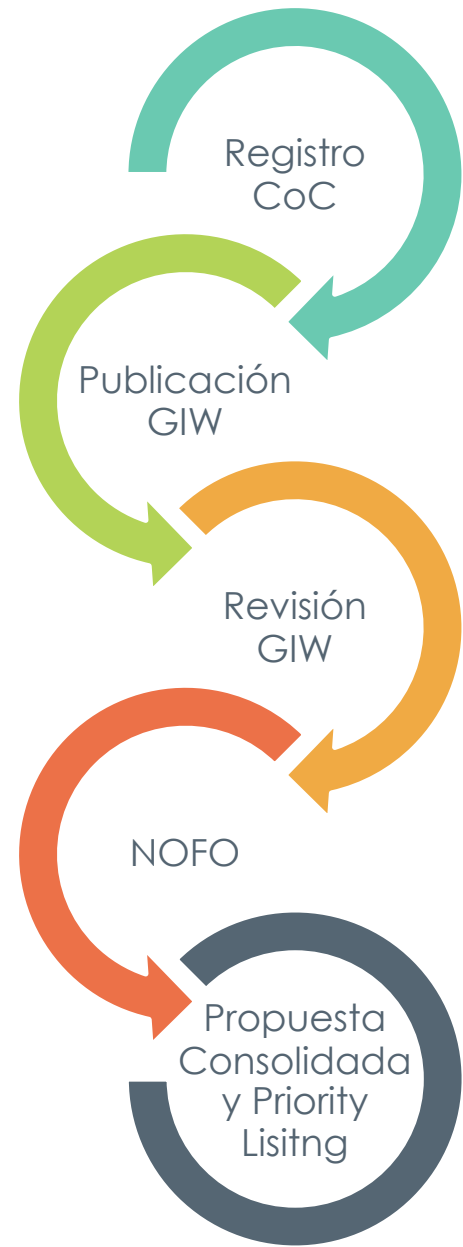 Registro
CoC
Publicación
GIW
Revisión
GIW
NOFO
Propuesta
Consolidada
y Priority
Lisitng